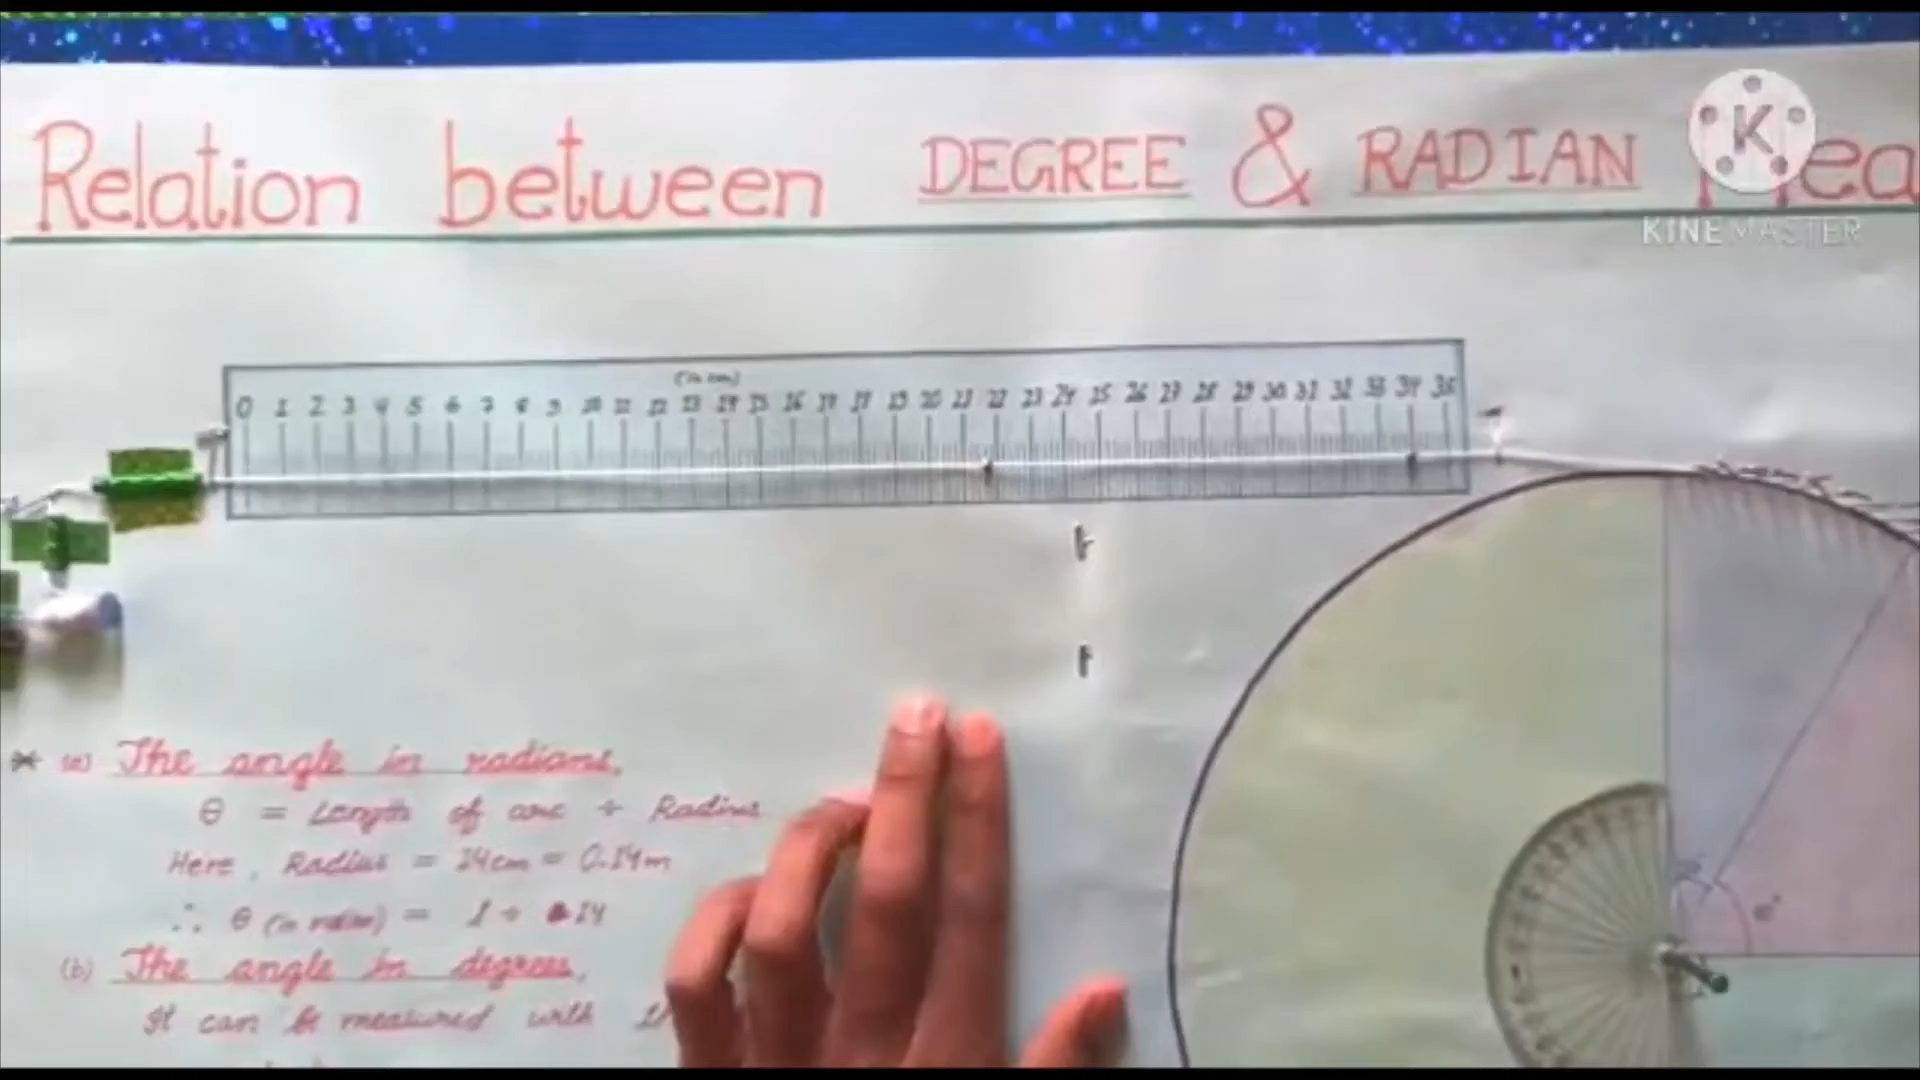 Relation between DEGREE & RADIAN Mea
K
KINEMASTER
(in cm)
0 1 2 3 4 5 6 7 8 9 10 11 12 13 14 15 16 17 18 19 20 21 22 23 24 25 26 27 28 29 30 31 32 33 34 35
* (a) The angle in radians,
θ = Length of arc ÷ Radius
Here, Radius = 14cm = 0.14m
∴ θ (in radian) = l ÷ 14
(b) The angle in degrees,
It can be measured with